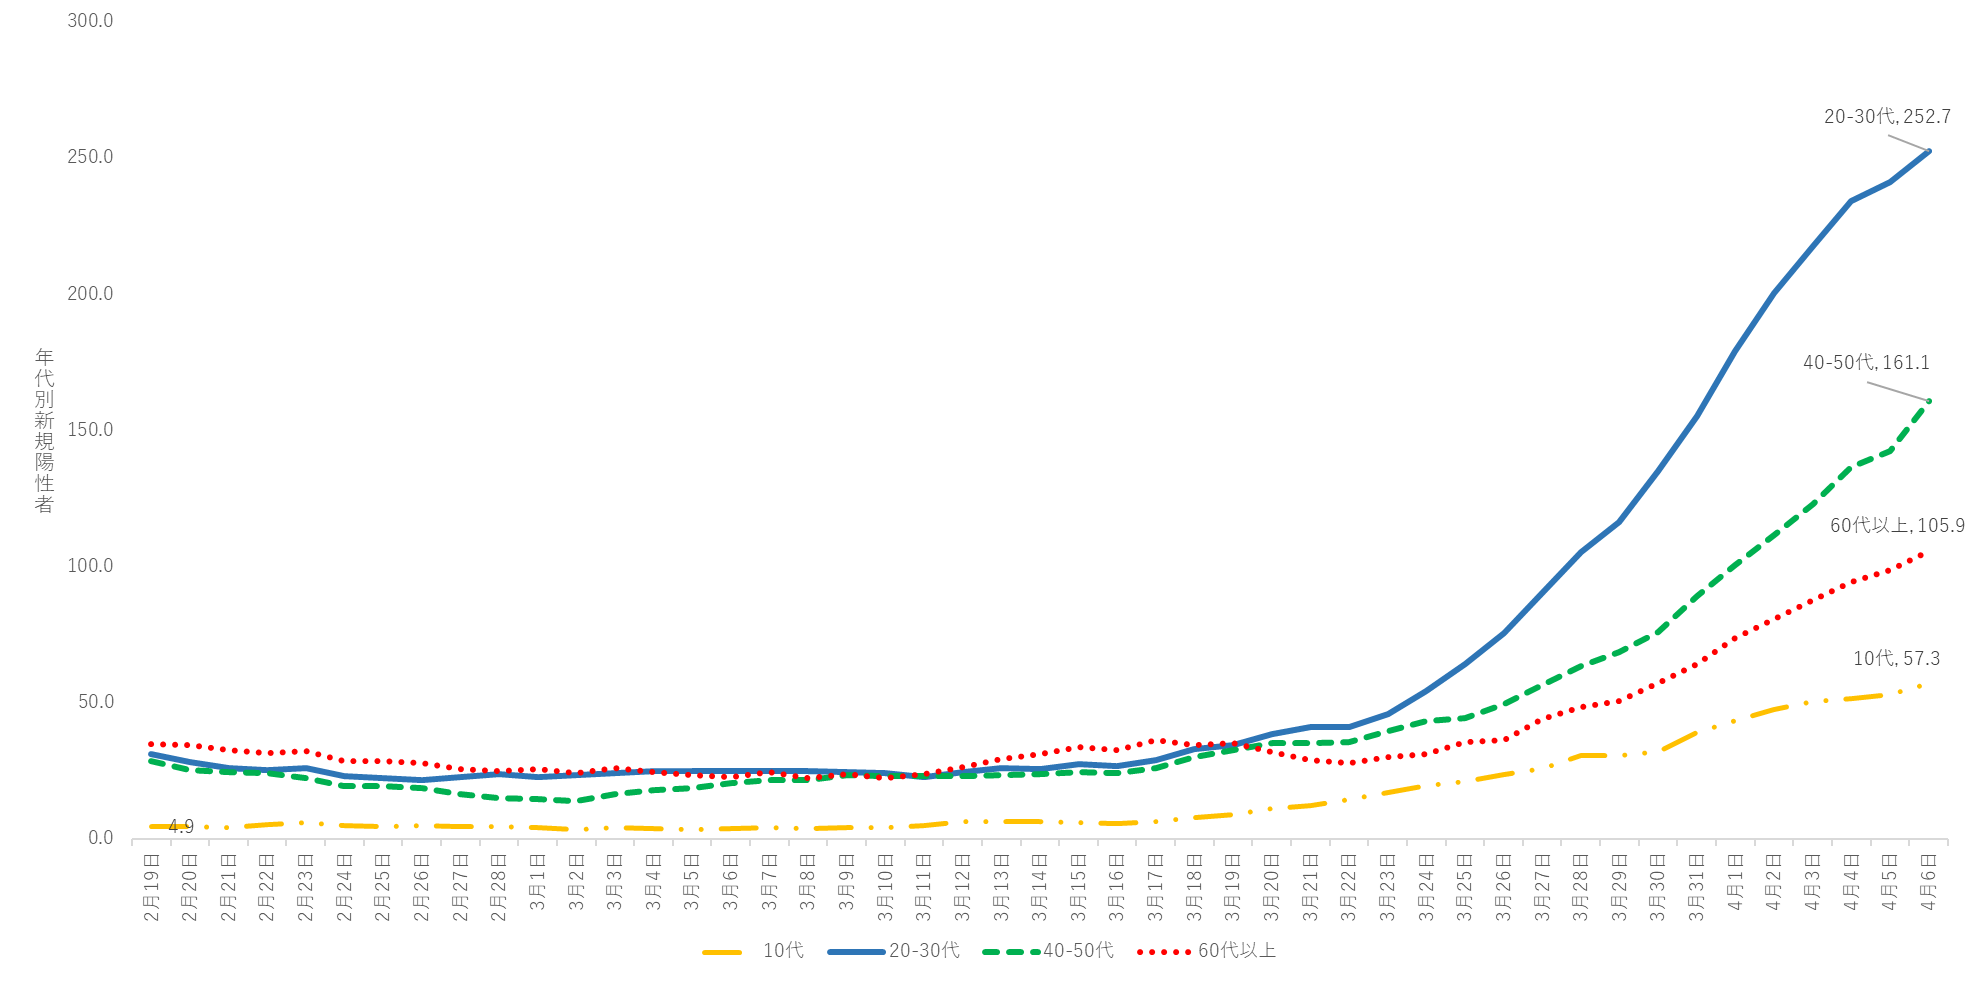 300.0
250.0
200.0
150.0
100.0
50.0
0.0
年代別新規陽性者
20-30代, 252.7
40-50代, 161.1
60代以上, 105.9
10代, 57.3
4.9
2月19日
2月20日
2月21日
2月22日
2月23日
2月24日
2月25日
2月26日
2月27日
2月28日
3月1日
3月2日
3月3日
3月4日
3月5日
3月6日
3月7日
3月8日
3月9日
3月10日
3月11日
3月12日
3月13日
3月14日
3月15日
3月16日
3月17日
3月18日
3月19日
3月20日
3月21日
3月22日
3月23日
3月24日
3月25日
3月26日
3月27日
3月28日
3月29日
3月30日
3月31日
4月1日
4月2日
4月3日
4月4日
4月5日
4月6日
10代 20-30代 40-50代 60代以上